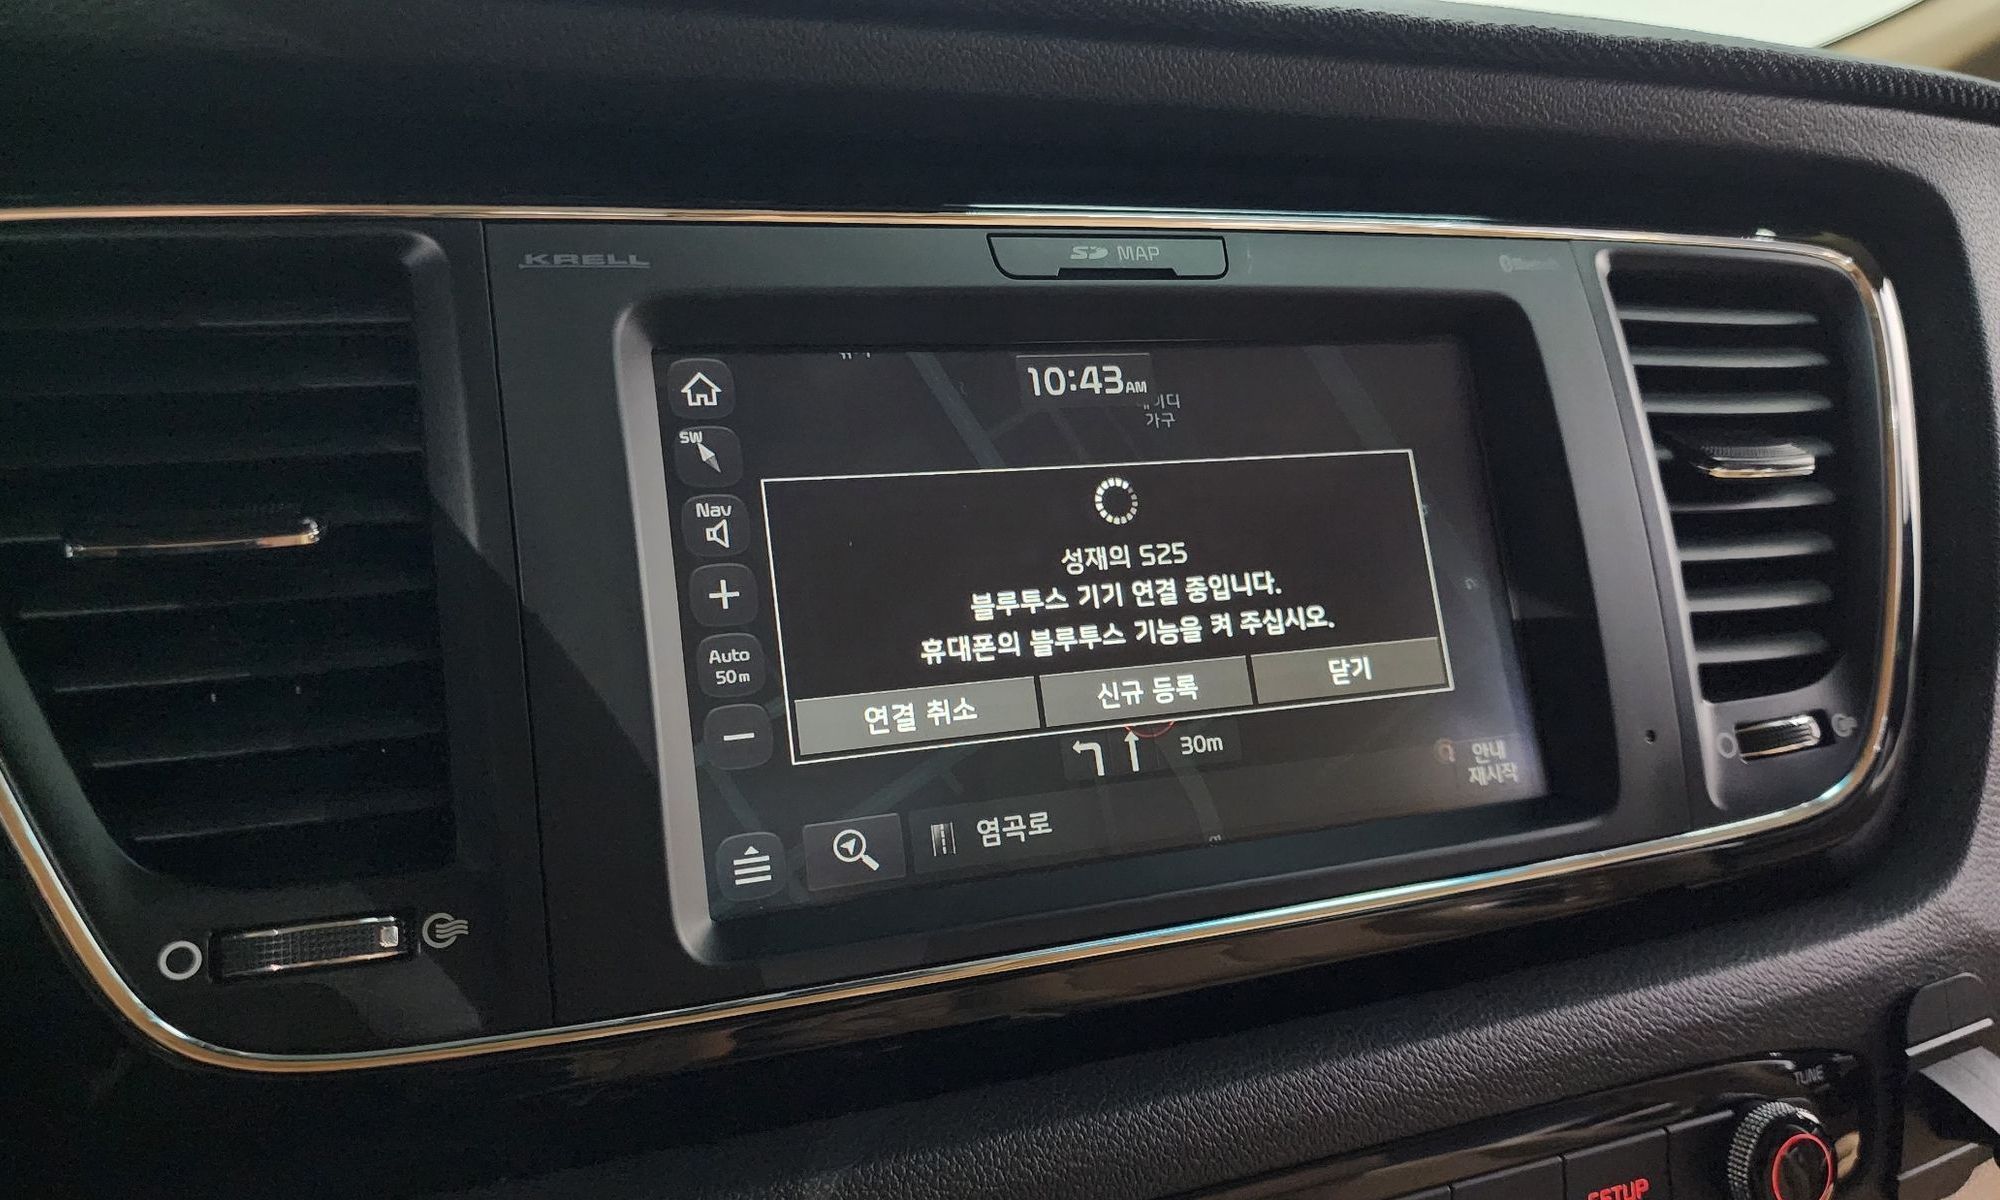 KRELL
SD MAP
Bluetooth
10:43 AM
가구
SW
Nav
성재의 S25
블루투스 기기 연결 중입니다.
휴대폰의 블루투스 기능을 켜 주십시오.
Auto
50m
연결 취소
신규 등록
닫기
30m
안내
재시작
염곡로
TUNE
SETUP